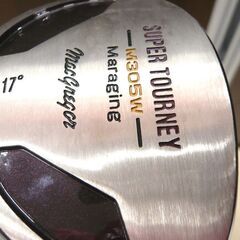 SUPER TOURNEY
M305W
Maraging
MacGregor
17°